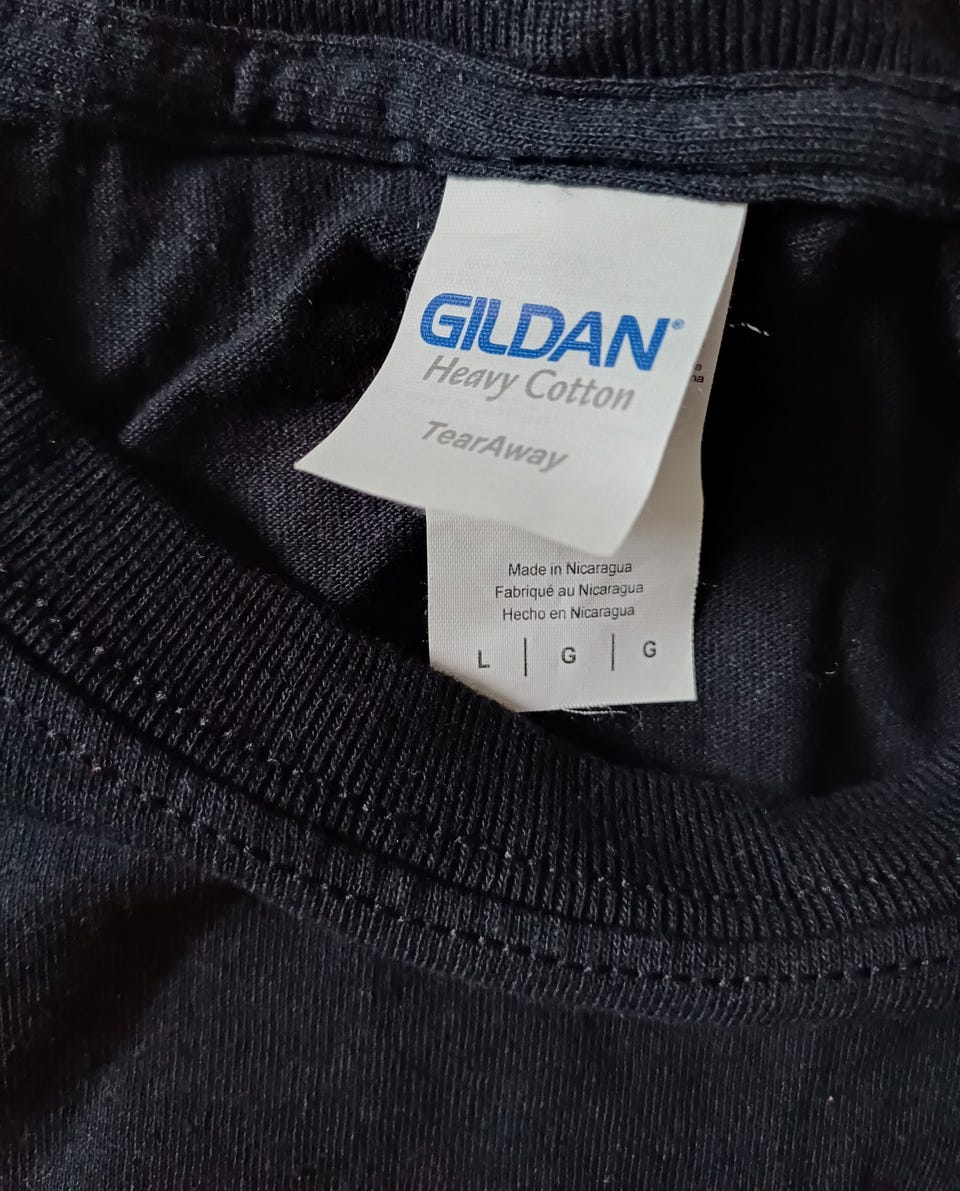 GILDAN®
Heavy Cotton
TearAway
Made in Nicaragua
Fabriqué au Nicaragua
Hecho en Nicaragua
L | G | G